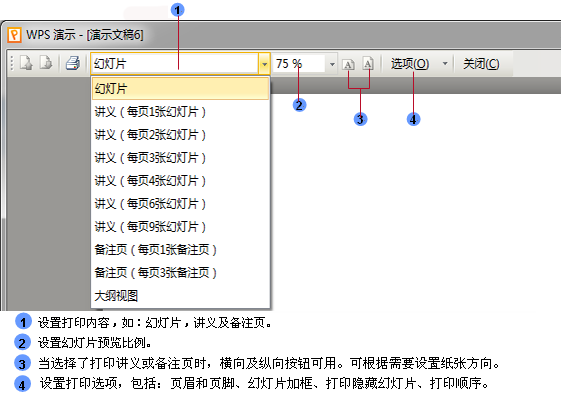 1
WPS 演示 - [演示文稿6]
幻灯片 75 % 选项(O) 关闭(C)
2 3 4
幻灯片
讲义（每页1张幻灯片）
讲义（每页2张幻灯片）
讲义（每页3张幻灯片）
讲义（每页4张幻灯片）
讲义（每页6张幻灯片）
讲义（每页9张幻灯片）
备注页（每页1张备注页）
备注页（每页3张备注页）
大纲视图
1 设置打印内容，如：幻灯片，讲义及备注页。
2 设置幻灯片预览比例。
3 当选择了打印讲义或备注页时，横向及纵向按钮可用。可根据需要设置纸张方向。
4 设置打印选项，包括：页眉和页脚、幻灯片加框、打印隐藏幻灯片、打印顺序。